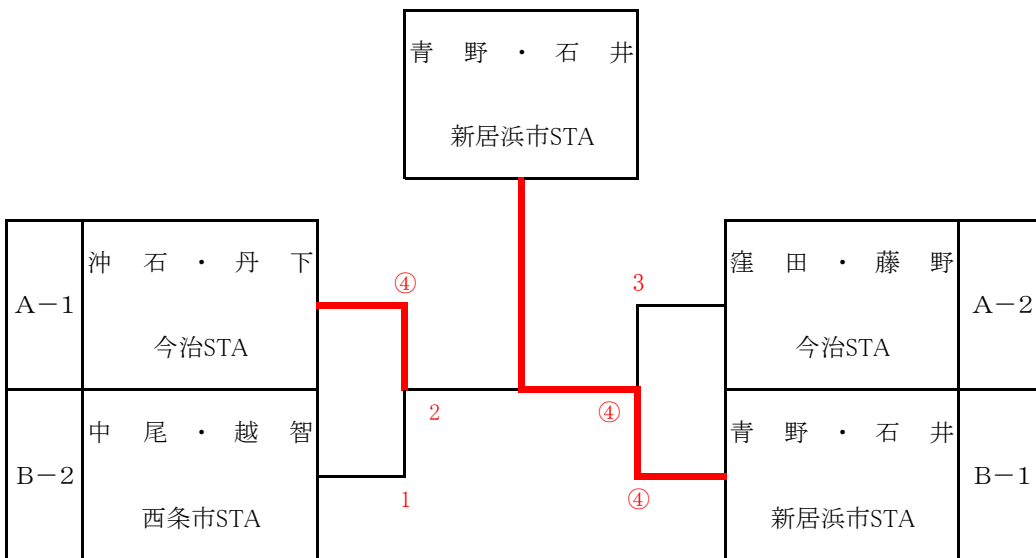 青野・石井
新居浜市STA
A－1
沖石・丹下
今治STA
④
3
窪田・藤野
今治STA
A－2
B－2
中尾・越智
西条市STA
1
2
④
④
青野・石井
新居浜市STA
B－1